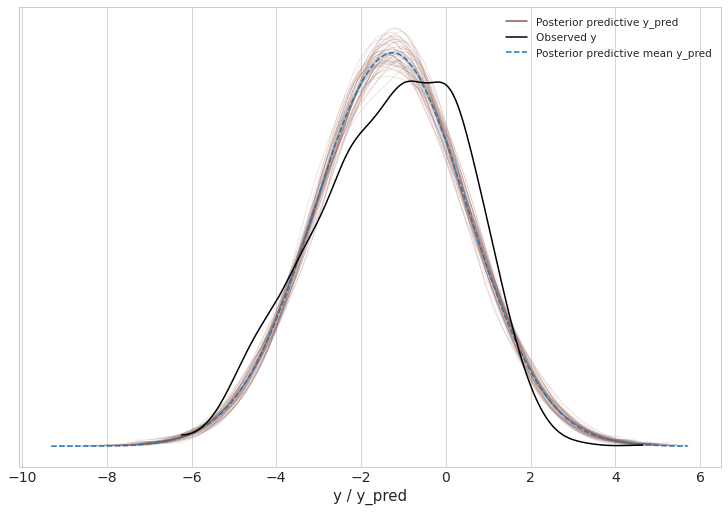 Posterior predictive y_pred
Observed y
Posterior predictive mean y_pred
−10 −8 −6 −4 −2 0 2 4 6
y / y_pred